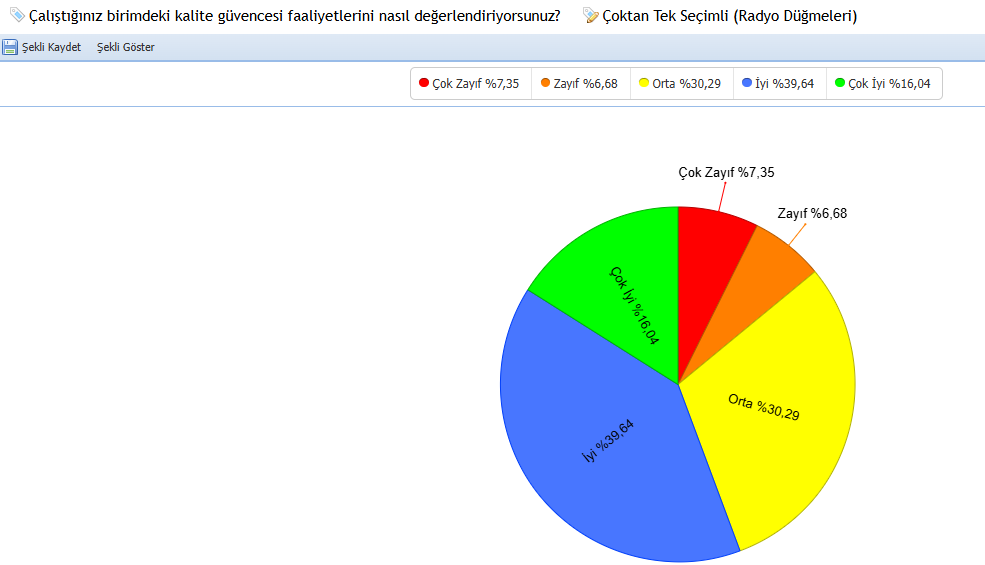 Çalıştığınız birimdeki kalite güvencesi faaliyetlerini nasıl değerlendiriyorsunuz? Çoktan Tek Seçimli (Radyo Düğmeleri)
Şekli Kaydet Şekli Göster
Çok Zayıf %7,35 Zayıf %6,68 Orta %30,29 İyi %39,64 Çok İyi %16,04
Çok Zayıf %7,35
Zayıf %6,68
Çok İyi %16,04
Orta %30,29
İyi %39,64